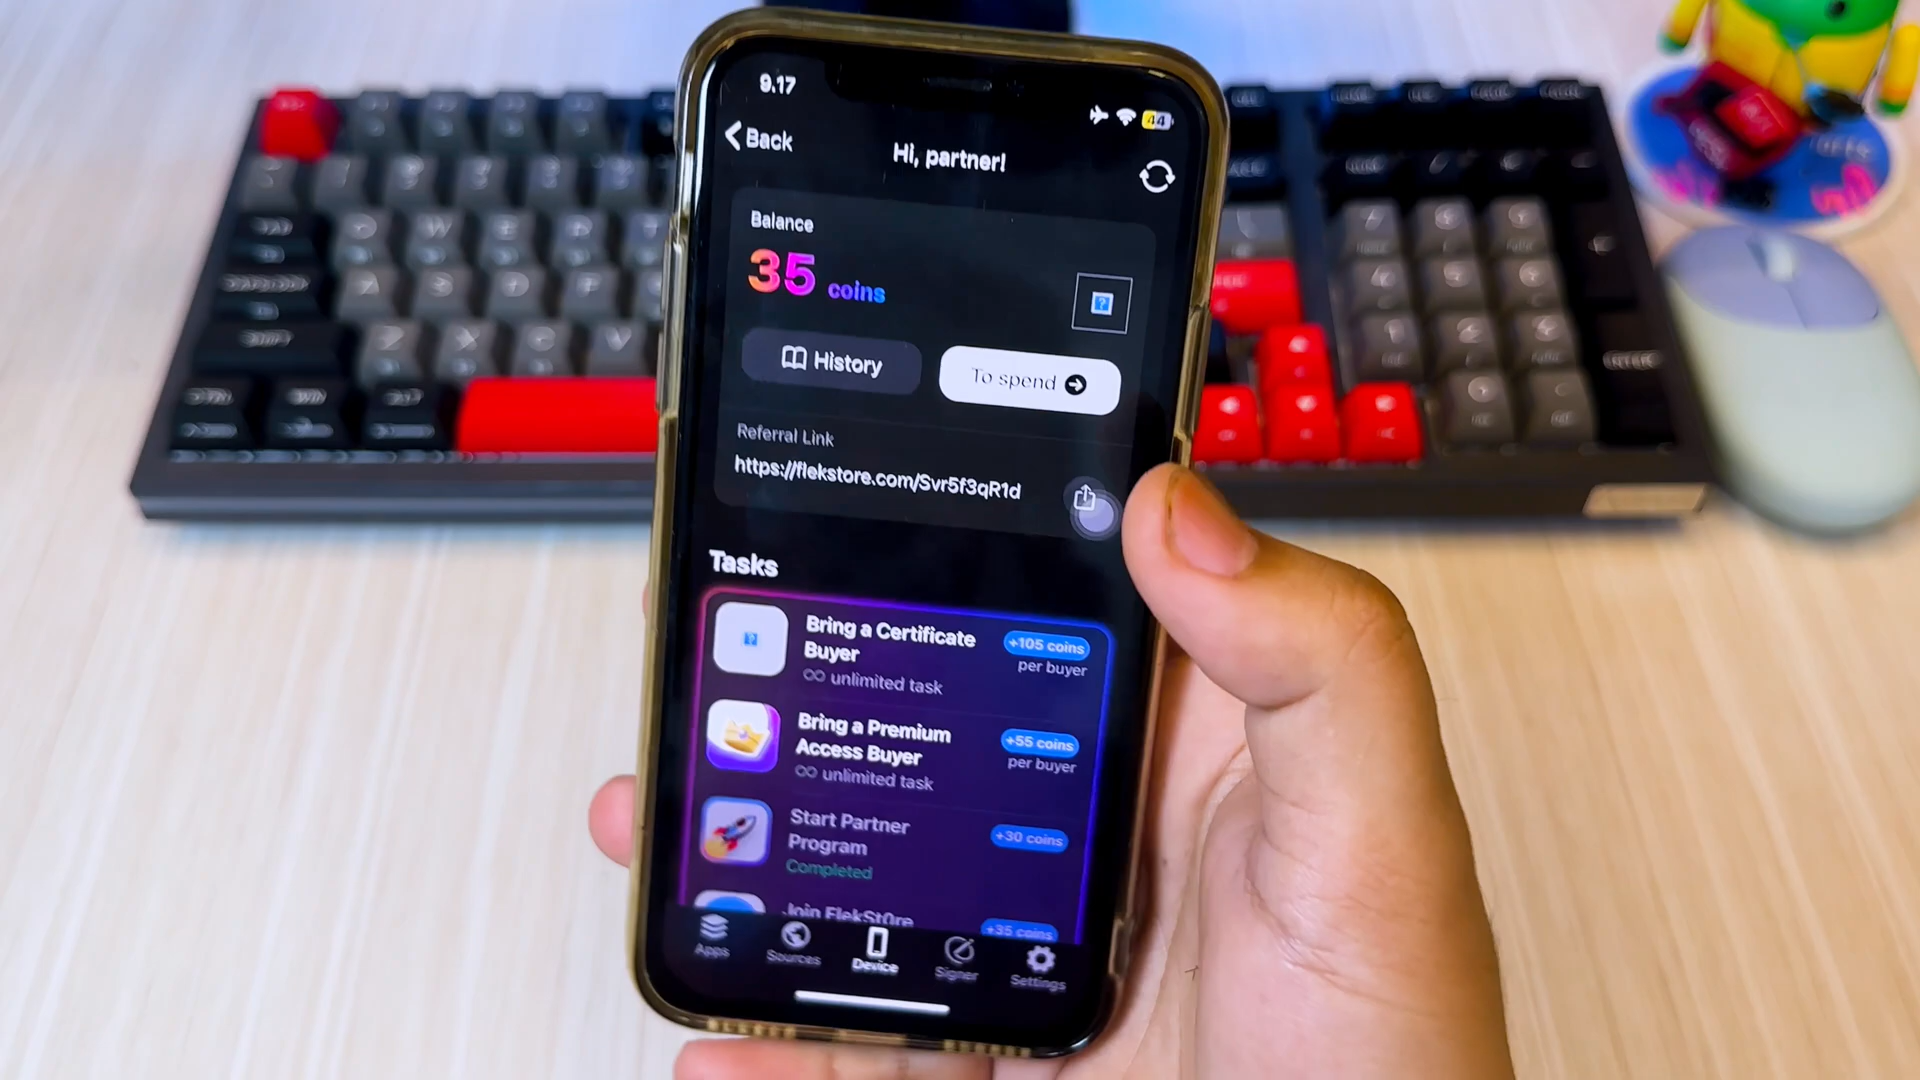 9.17
44
Back
Hi, partner!
Balance
35 coins
History
To spend
Referral Link
https://flekstore.com/Svr5f3qR1d
Tasks
Bring a Certificate
Buyer
∞ unlimited task
+105 coins
per buyer
Bring a Premium
Access Buyer
∞ unlimited task
+55 coins
per buyer
Start Partner
Program
Completed
+30 coins
Join FlekSt0re
+35 coins
Apps
Sources
Device
Signer
Settings